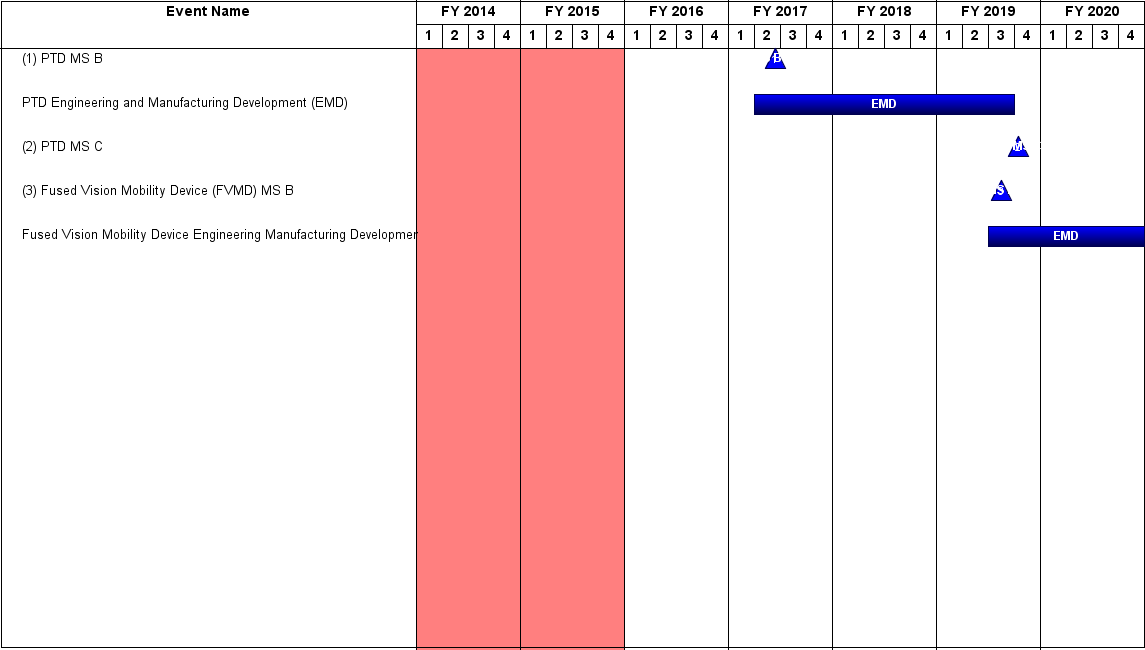 Event Name FY 2014 FY 2015 FY 2016 FY 2017 FY 2018 FY 2019 FY 2020
1 2 3 4 1 2 3 4 1 2 3 4 1 2 3 4 1 2 3 4 1 2 3 4 1 2 3 4
(1) PTD MS B
PTD Engineering and Manufacturing Development (EMD) EMD
(2) PTD MS C
(3) Fused Vision Mobility Device (FVMD) MS B
Fused Vision Mobility Device Engineering Manufacturing Developmen EMD